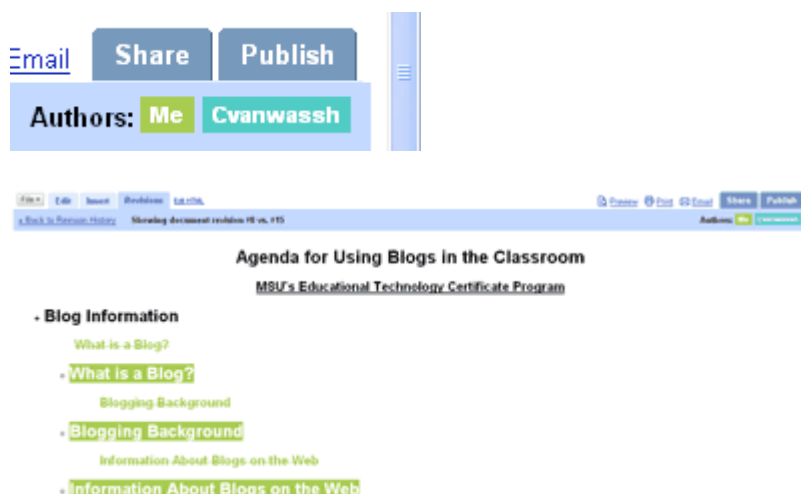 Email Share Publish
Authors: Me Cvanwassh
File Edit Insert Revisions Edit HTML Preview Print Email Share Publish
« Back to Revision History Showing document revision #8 vs. #15 Authors: Me Cvanwassh
Agenda for Using Blogs in the Classroom
MSU's Educational Technology Certificate Program
Blog Information
What is a Blog?
What is a Blog?
Blogging Background
Blogging Background
Information About Blogs on the Web
Information About Blogs on the Web